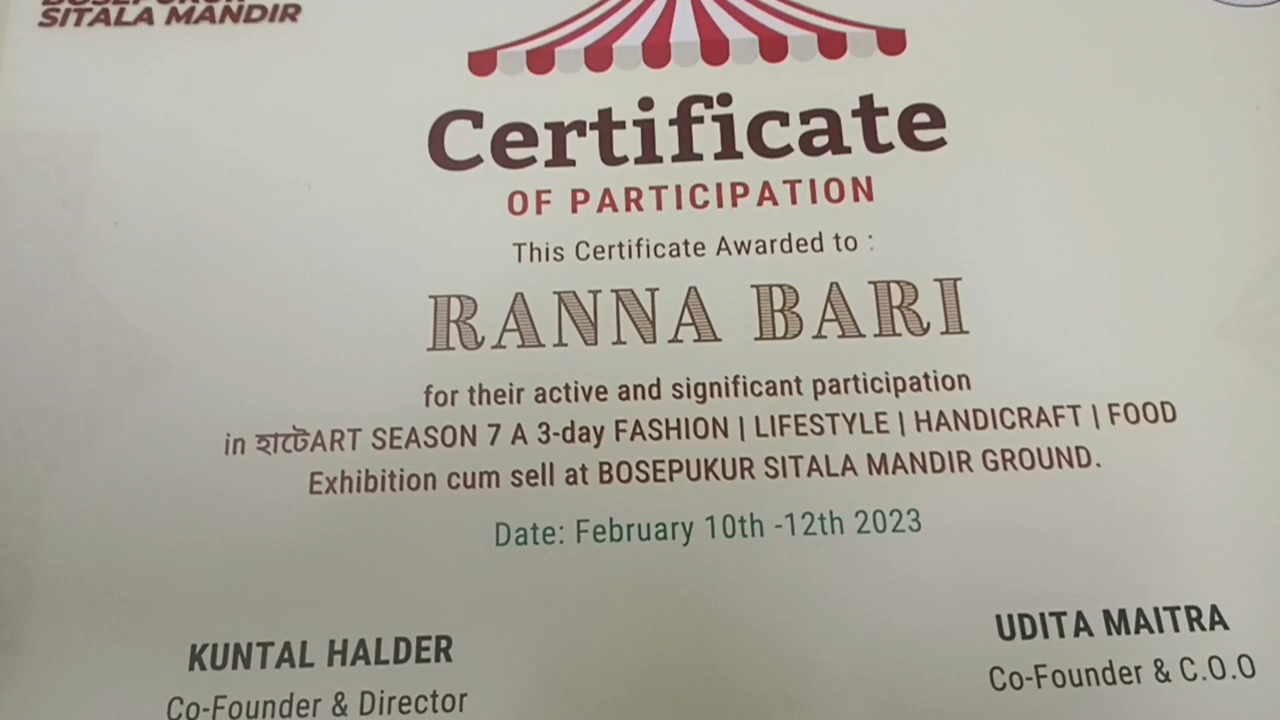 BOSEPUKUR
SITALA MANDIR
Certificate
OF PARTICIPATION
This Certificate Awarded to :
RANNA BARI
for their active and significant participation
in হাটেART SEASON 7 A 3-day FASHION | LIFESTYLE | HANDICRAFT | FOOD
Exhibition cum sell at BOSEPUKUR SITALA MANDIR GROUND.
Date: February 10th -12th 2023
KUNTAL HALDER
Co-Founder & Director
UDITA MAITRA
Co-Founder & C.O.O